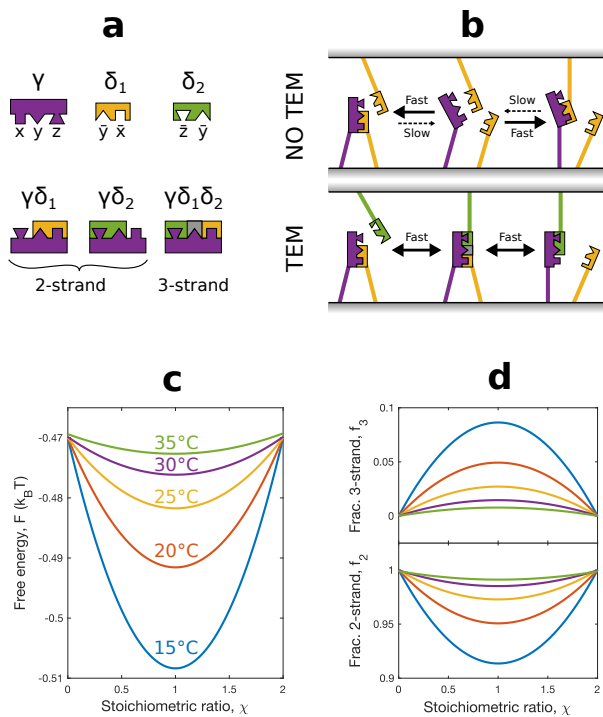 a
γ
δ1
δ2
x y z
ȳ x̄
z̄ ȳ
γδ1
γδ2
γδ1δ2
2-strand
3-strand
b
NO TEM
Fast
Slow
Slow
Fast
TEM
Fast
Fast
c
Free energy, F (kBT)
-0.47
-0.48
-0.49
-0.5
-0.51
35°C
30°C
25°C
20°C
15°C
0 0.5 1 1.5 2
Stoichiometric ratio, χ
d
Frac. 3-strand, f3
0.1
0.05
0
Frac. 2-strand, f2
1
0.95
0.9
0 0.5 1 1.5 2
Stoichiometric ratio, χ